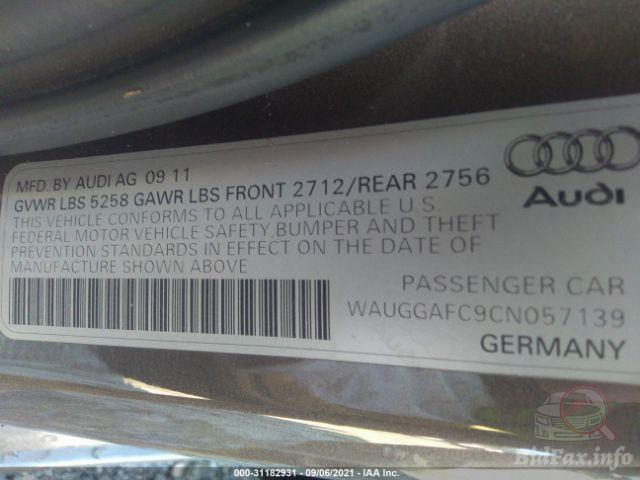 MFD. BY AUDI AG 09 11
GVWR LBS 5258 GAWR LBS FRONT 2712/REAR 2756
THIS VEHICLE CONFORMS TO ALL APPLICABLE U S.
FEDERAL MOTOR VEHICLE SAFETY,BUMPER AND THEFT
PREVENTION STANDARDS IN EFFECT ON THE DATE OF
MANUFACTURE SHOWN ABOVE
Audi
PASSENGER CAR
WAUGGAFC9CN057139
GERMANY
BidFax.info
000-31182931 - 09/06/2021 - IAA Inc.